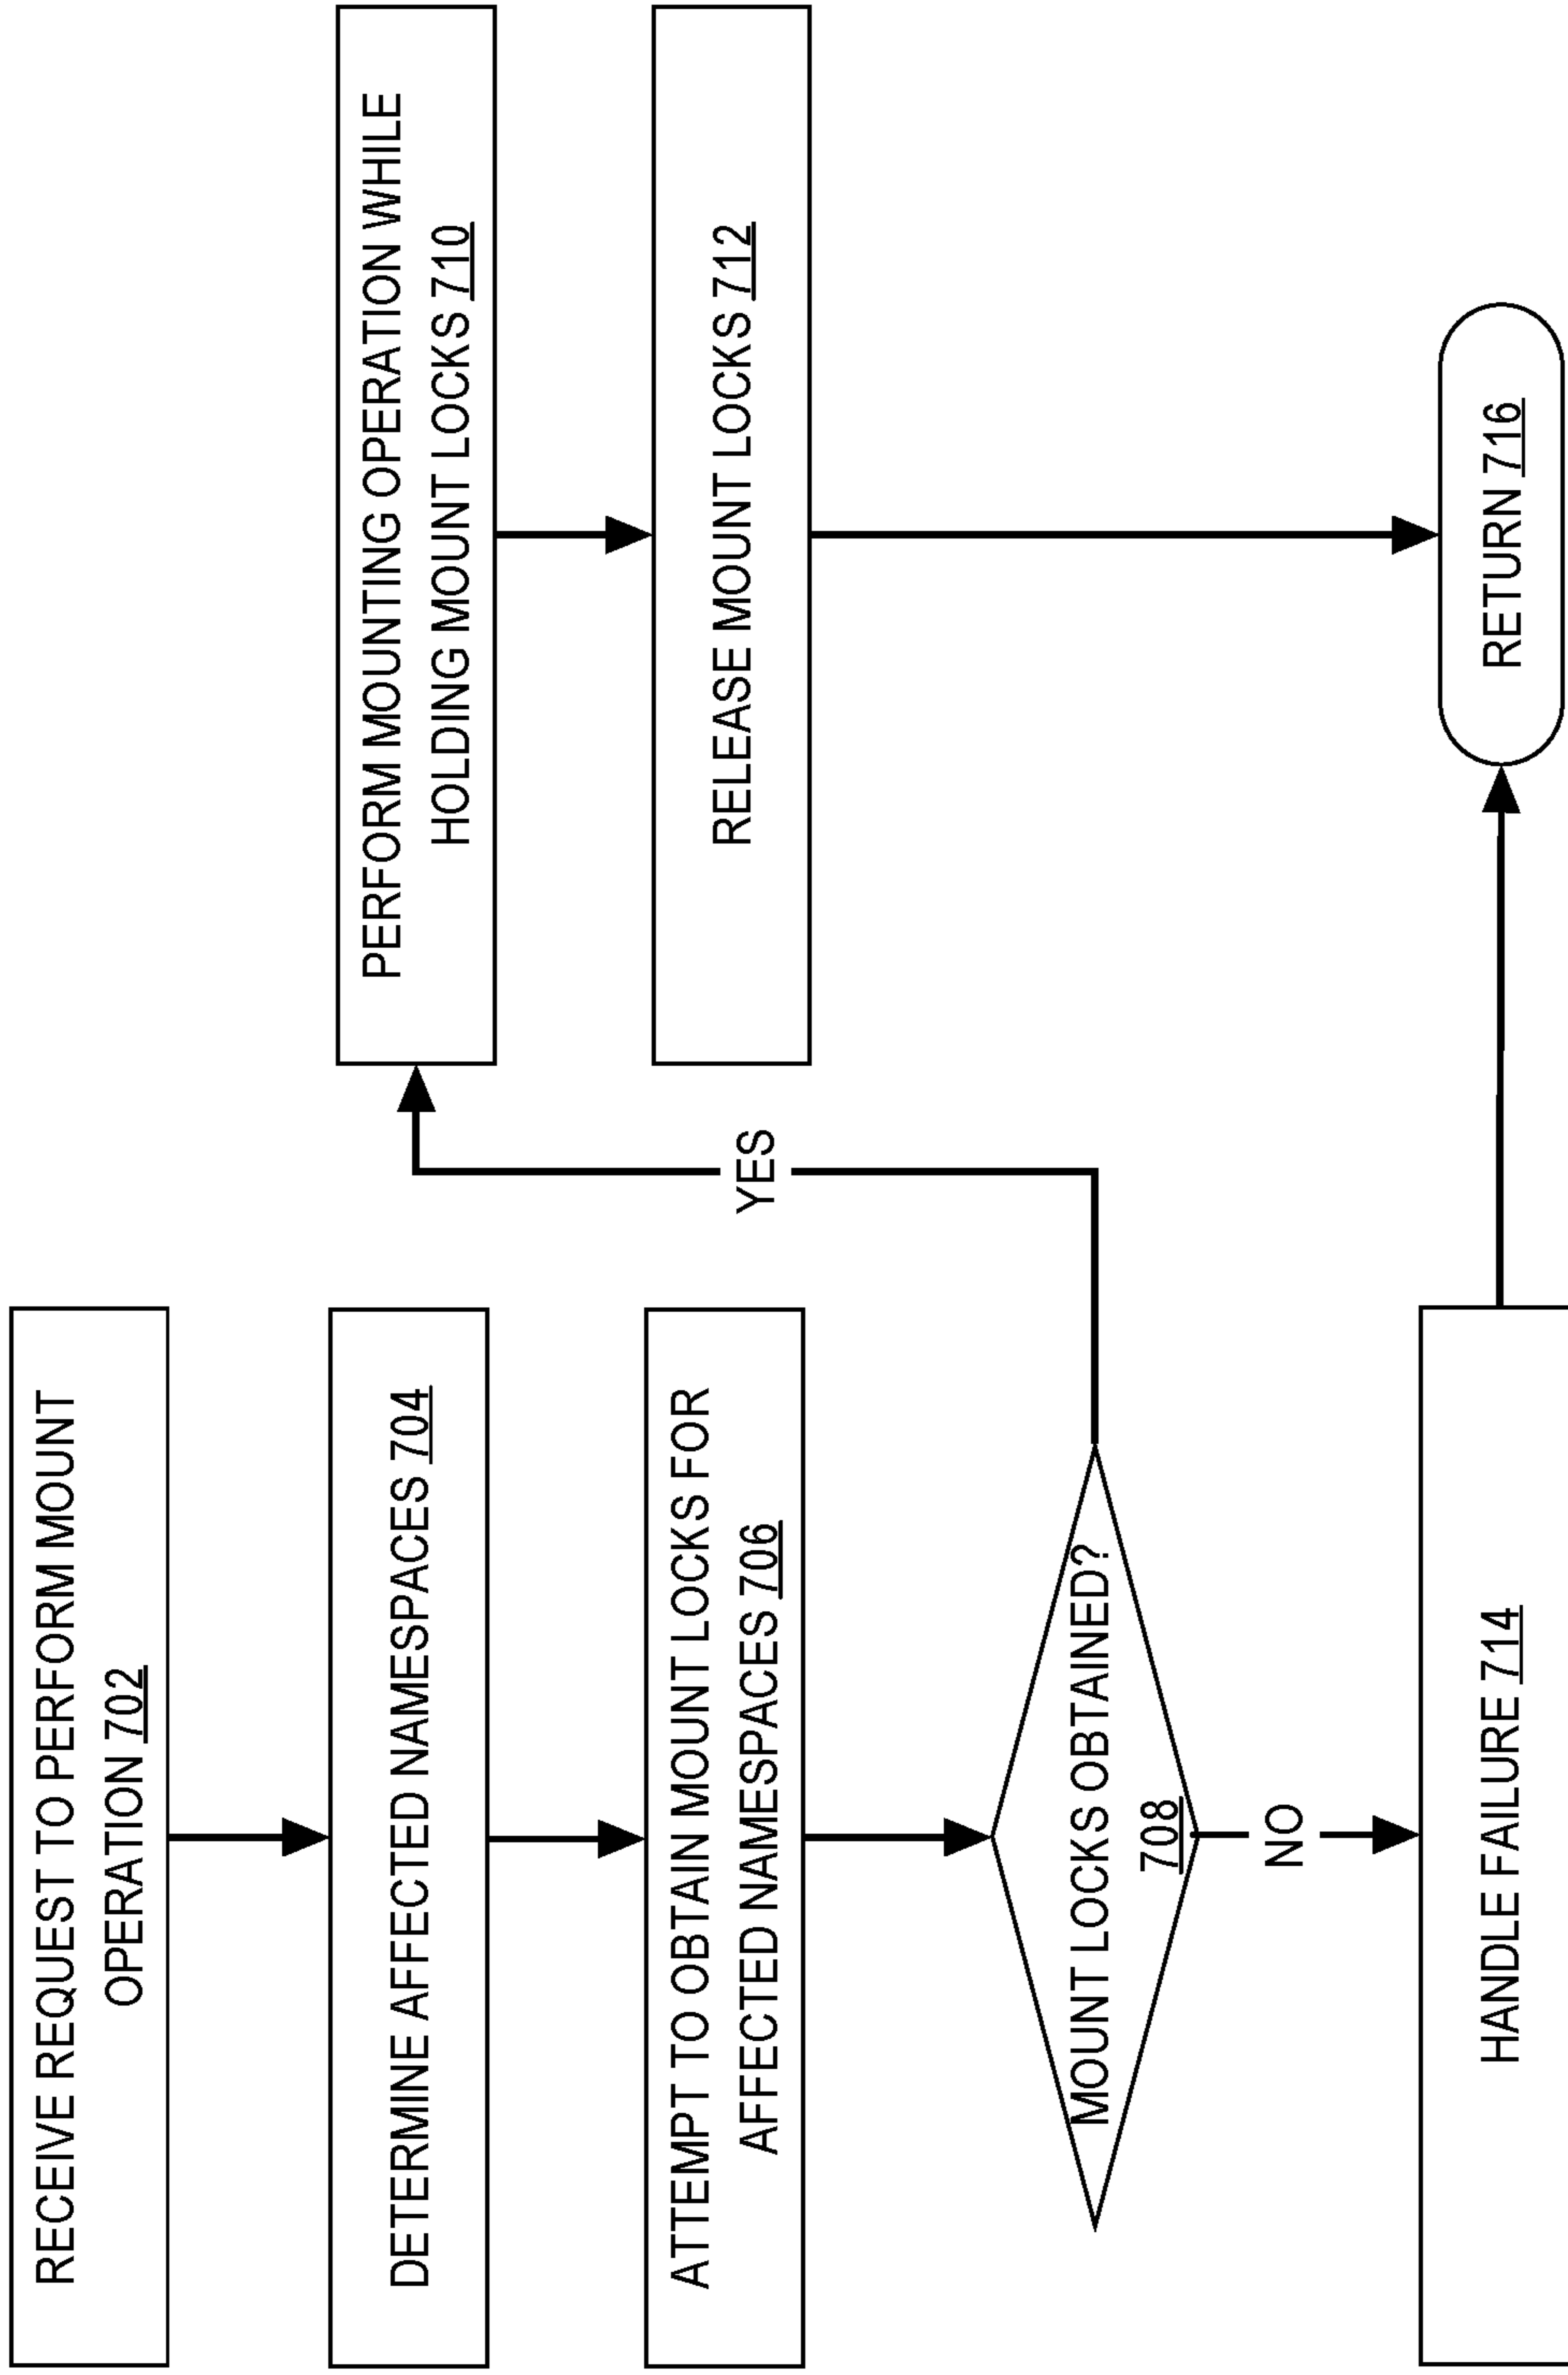 RECEIVE REQUEST TO PERFORM MOUNT
OPERATION 702
DETERMINE AFFECTED NAMESPACES 704
ATTEMPT TO OBTAIN MOUNT LOCKS FOR
AFFECTED NAMESPACES 706
MOUNT LOCKS OBTAINED?
708
YES
NO
PERFORM MOUNTING OPERATION WHILE
HOLDING MOUNT LOCKS 710
RELEASE MOUNT LOCKS 712
HANDLE FAILURE 714
RETURN 716